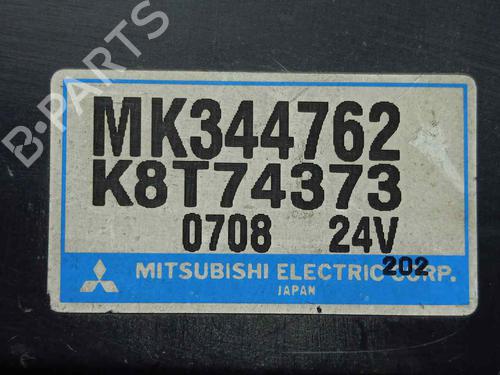 B-PARTS
MK344762
K8T74373
0708 24V
202
MITSUBISHI ELECTRIC CORP.
JAPAN